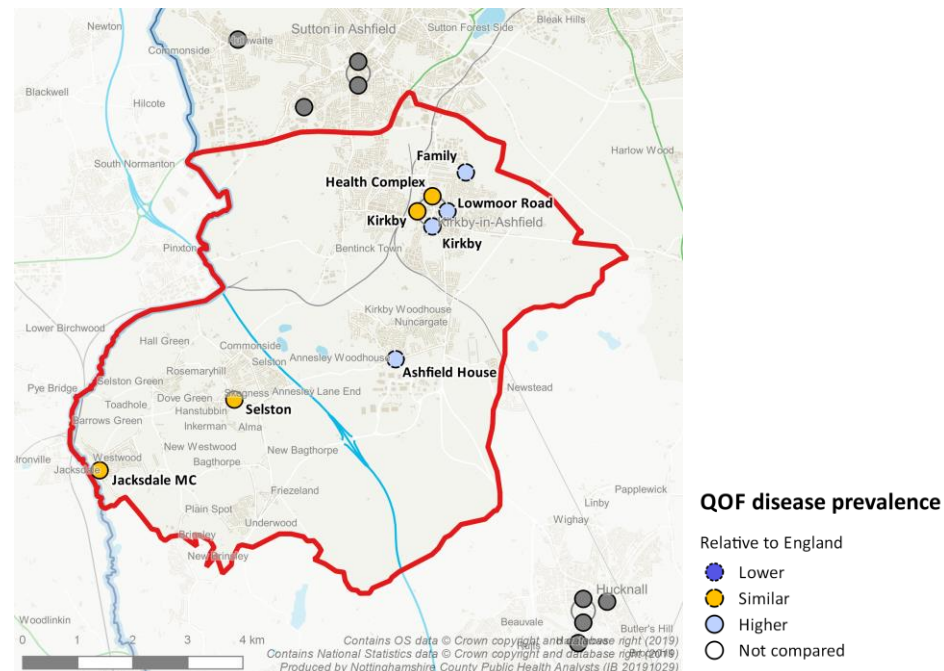 Newton
Sutton in Ashfield
Sutton Forest Side
Bleak Hills
Commonside
Blackwell
Hilcote
Harlow Wood
South Normanton
Family
Health Complex
Lowmoor Road
Kirkby
Kirkby-in-Ashfield
Kirkby
Bentinck Town
Pinxton
Kirkby Woodhouse
Nuncargate
Lower Birchwood
Hall Green
Commonside
Selston
Annesley Woodhouse
Rosemaryhill
Ashfield House
Pye Bridge
Selston Green
Dove Green
Annesley Lane End
Newstead
Toadhole
Hanstubbin
Selston
Barrows Green
Inkerman
Alma
New Westwood
New Bagthorpe
Ironville
Westwood
Bagthorpe
Jacksdale
Jacksdale MC
Friezeland
Papplewick
Plain Spot
Linby
Underwood
Wighay
Brinsley
New Brinsley
Hucknall
Woodlinkin
Beauvale
Butler's Hill
0 1 2 3 4 km
Contains OS data © Crown copyright and database right (2019)
Contains National Statistics data © Crown copyright and database right (2019)
Produced by Nottinghamshire County Public Health Analysts (IB 20191029)
QOF disease prevalence
Relative to England
Lower
Similar
Higher
Not compared